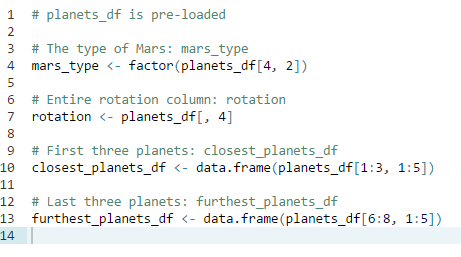 1 # planets_df is pre-loaded
2
3 # The type of Mars: mars_type
4 mars_type <- factor(planets_df[4, 2])
5
6 # Entire rotation column: rotation
7 rotation <- planets_df[, 4]
8
9 # First three planets: closest_planets_df
10 closest_planets_df <- data.frame(planets_df[1:3, 1:5])
11
12 # Last three planets: furthest_planets_df
13 furthest_planets_df <- data.frame(planets_df[6:8, 1:5])
14